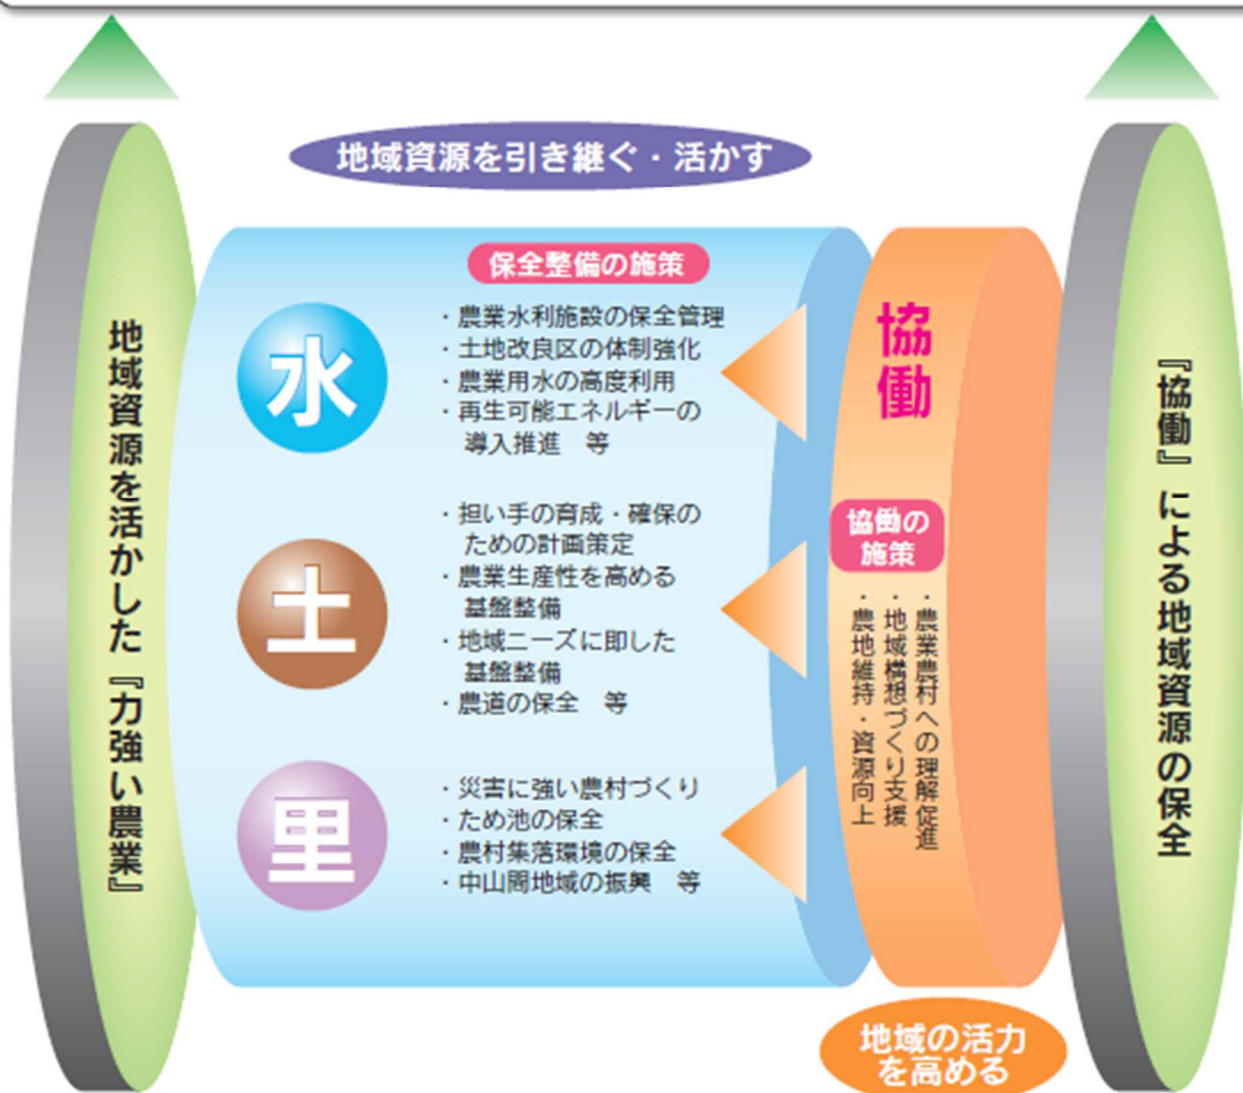 地域資源を引き継ぐ・活かす
地域資源を活かした『力強い農業』
保全整備の施策
水
・農業水利施設の保全管理
・土地改良区の体制強化
・農業用水の高度利用
・再生可能エネルギーの
導入推進 等
土
・担い手の育成・確保の
ための計画策定
・農業生産性を高める
基盤整備
・地域ニーズに即した
基盤整備
・農道の保全 等
里
・災害に強い農村づくり
・ため池の保全
・農村集落環境の保全
・中山間地域の振興 等
協働
協働の
施策
・農業農村への理解促進
・地域構想づくり支援
・農地維持・資源向上
地域の活力
を高める
『協働』による地域資源の保全